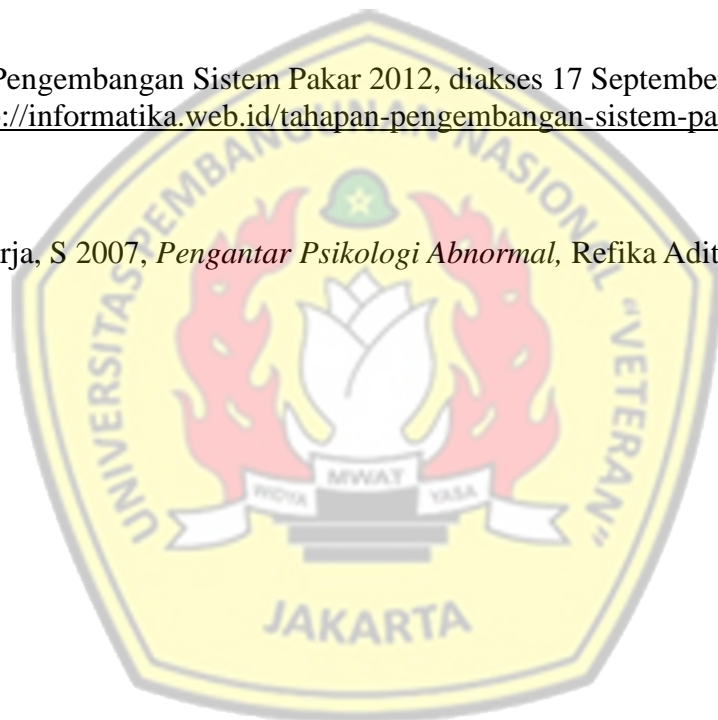 Pengembangan Sistem Pakar 2012, diakses 17 September
://informatika.web.id/tahapan-pengembangan-sistem-pa
rja, S 2007, Pengantar Psikologi Abnormal, Refika Adit
UNIVERSITAS PEMBANGUNAN NASIONAL "VETERAN"
WIDYA MWAT YASA
JAKARTA